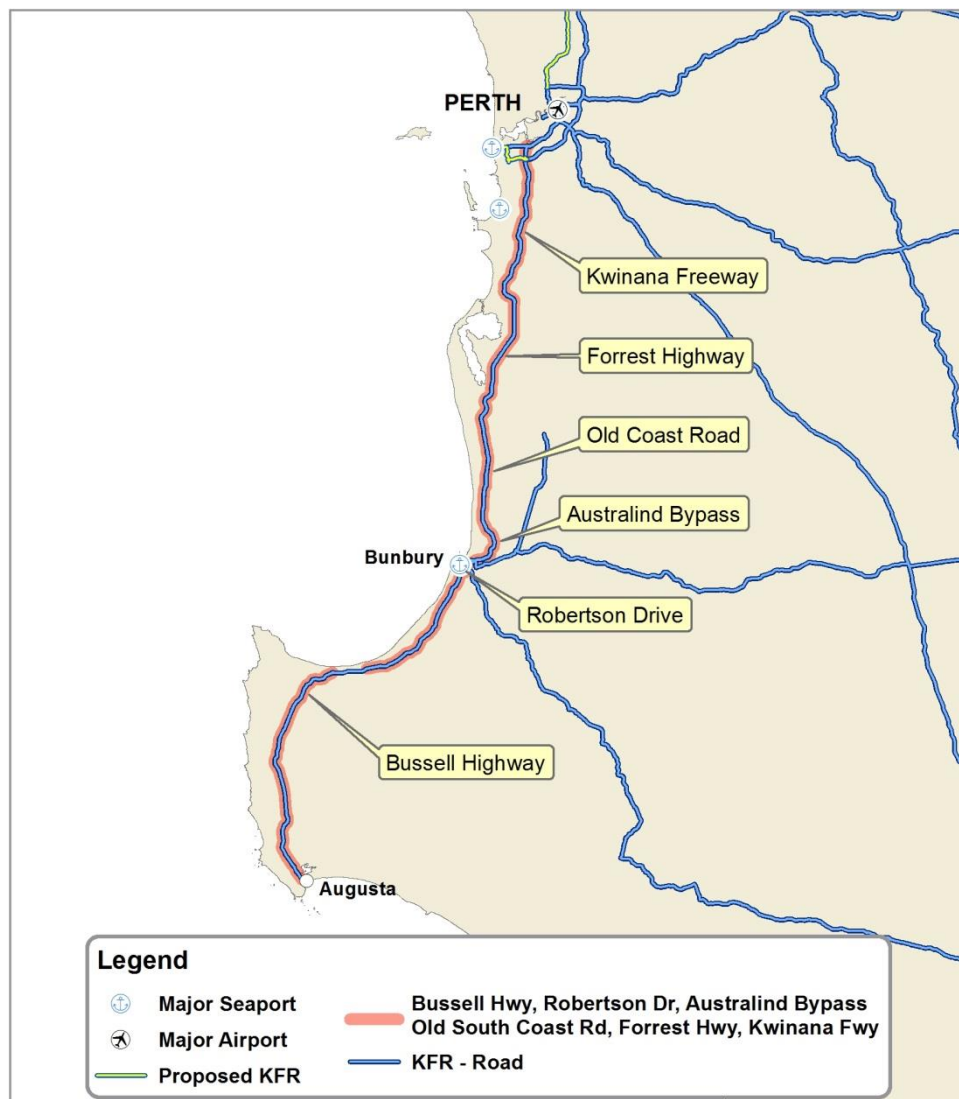 PERTH
Kwinana Freeway
Forrest Highway
Old Coast Road
Australind Bypass
Bunbury
Robertson Drive
Bussell Highway
Augusta
Legend
Major Seaport
Major Airport
Proposed KFR
Bussell Hwy, Robertson Dr, Australind Bypass
Old South Coast Rd, Forrest Hwy, Kwinana Fwy
KFR - Road